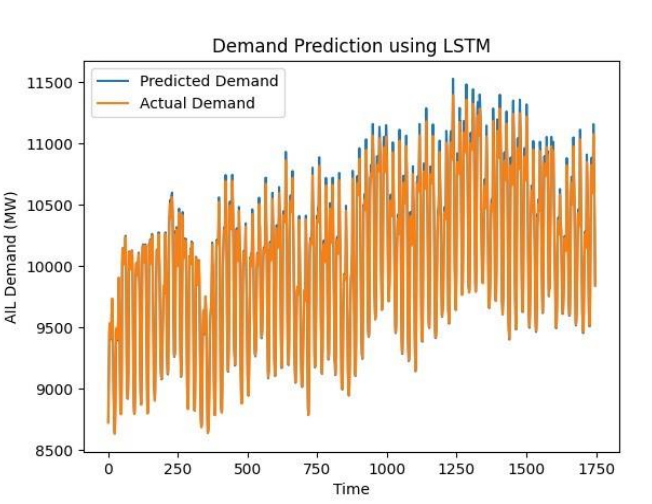 Demand Prediction using LSTM
Predicted Demand
Actual Demand
11500
11000
10500
10000
9500
9000
8500
AIL Demand (MW)
0 250 500 750 1000 1250 1500 1750
Time